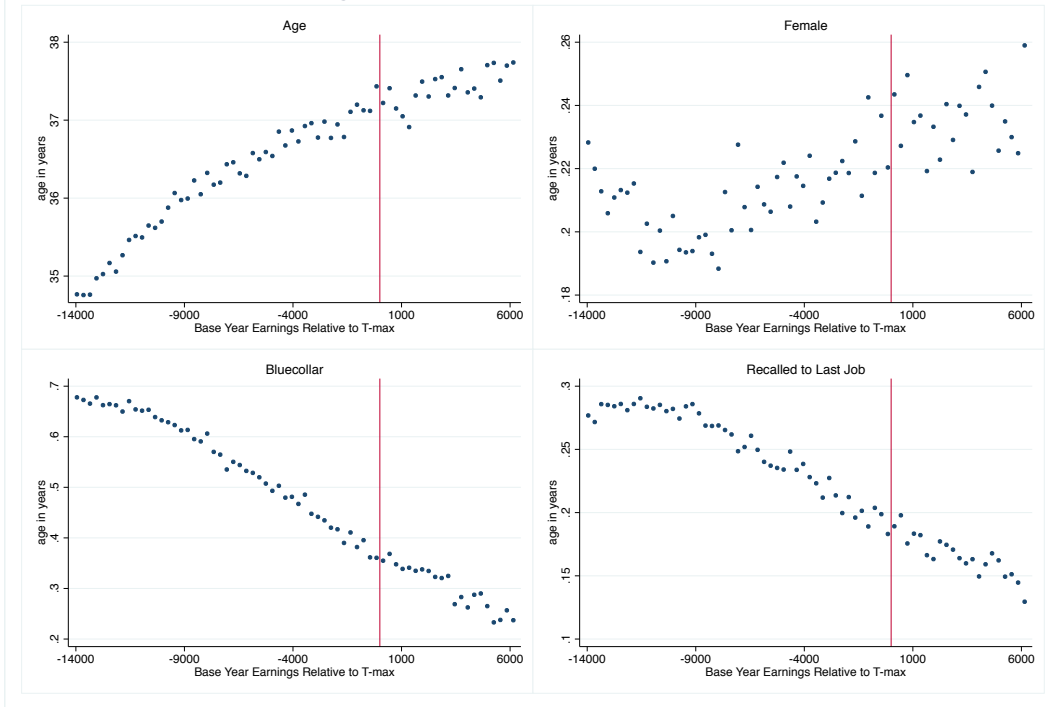 Age
age in years
38
37
36
35
-14000 -9000 -4000 1000 6000
Base Year Earnings Relative to T-max
Female
age in years
.26
.24
.22
.2
.18
-14000 -9000 -4000 1000 6000
Base Year Earnings Relative to T-max
Bluecollar
age in years
.7
.6
.5
.4
.3
.2
-14000 -9000 -4000 1000 6000
Base Year Earnings Relative to T-max
Recalled to Last Job
age in years
.3
.25
.2
.15
.1
-14000 -9000 -4000 1000 6000
Base Year Earnings Relative to T-max